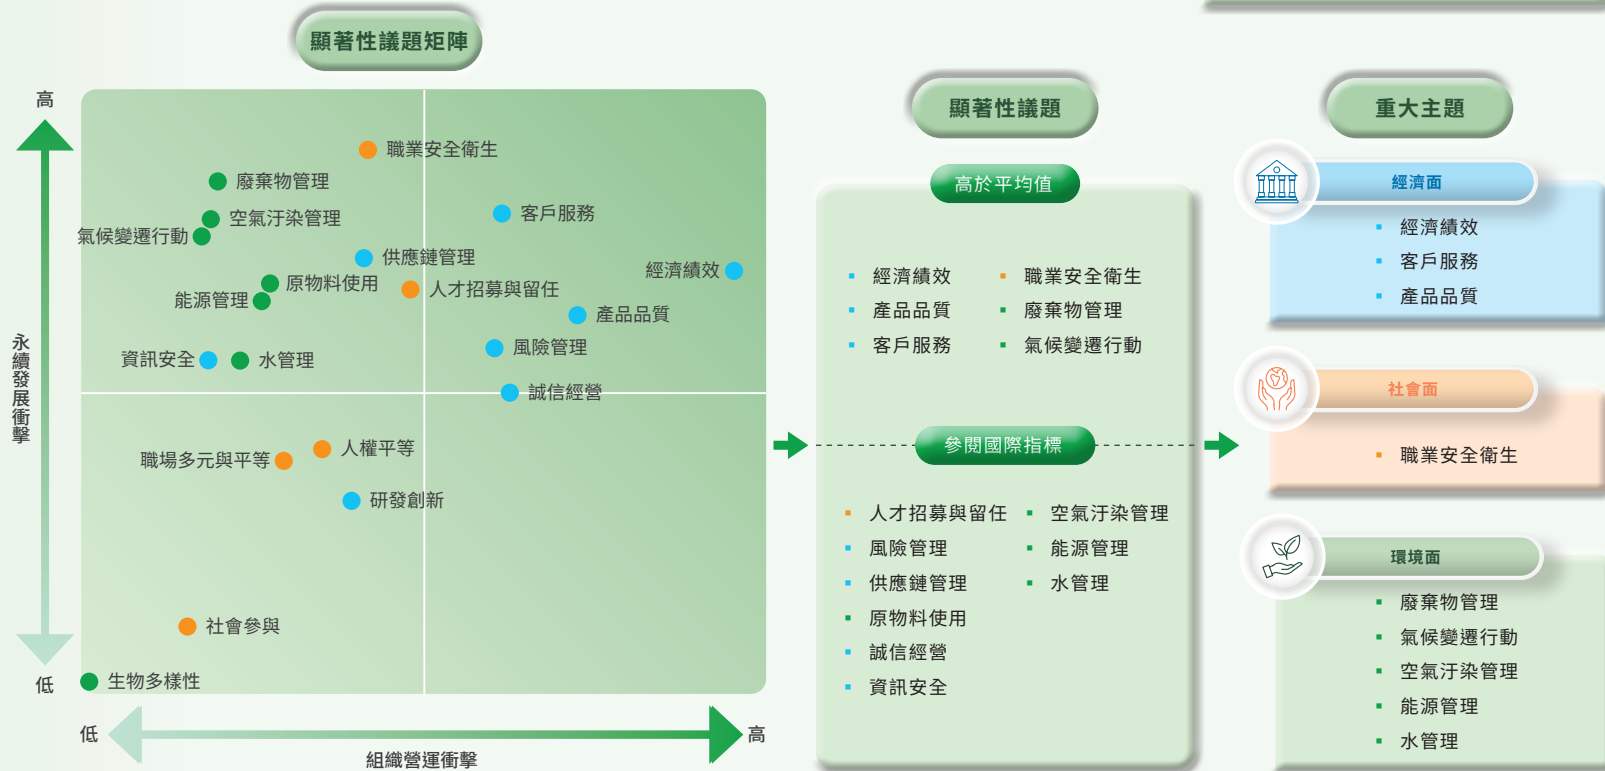 顯著性議題矩陣
高
職業安全衛生
廢棄物管理
客戶服務
空氣汙染管理
氣候變遷行動
供應鏈管理
經濟績效
原物料使用
人才招募與留任
能源管理
產品品質
風險管理
資訊安全
水管理
誠信經營
永續發展衝擊
人權平等
職場多元與平等
研發創新
社會參與
生物多樣性
低
低
高
組織營運衝擊
顯著性議題
高於平均值
經濟績效
職業安全衛生
產品品質
廢棄物管理
客戶服務
氣候變遷行動
參閱國際指標
人才招募與留任
空氣汙染管理
風險管理
能源管理
供應鏈管理
水管理
原物料使用
誠信經營
資訊安全
重大主題
經濟面
經濟績效
客戶服務
產品品質
社會面
職業安全衛生
環境面
廢棄物管理
氣候變遷行動
空氣汙染管理
能源管理
水管理